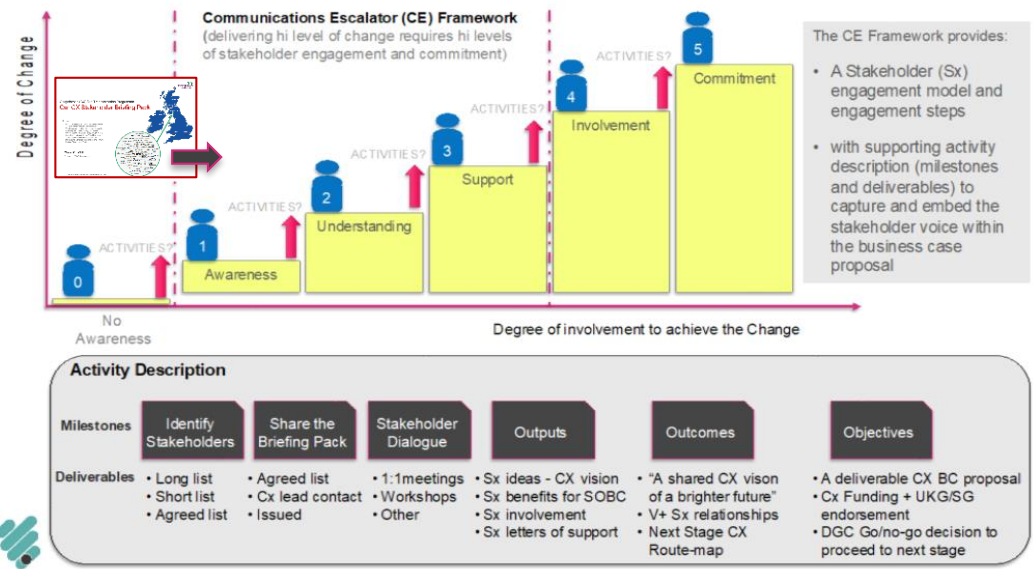 Communications Escalator (CE) Framework
(delivering hi level of change requires hi levels
of stakeholder engagement and commitment)
Degree of Change
Our CX Stakeholder Briefing Pack
0
ACTIVITIES?
1
Awareness
ACTIVITIES?
2
Understanding
ACTIVITIES?
3
Support
ACTIVITIES?
4
Involvement
ACTIVITIES?
5
Commitment
No
Awareness
Degree of involvement to achieve the Change
The CE Framework provides:
• A Stakeholder (Sx)
engagement model and
engagement steps
• with supporting activity
description (milestones
and deliverables) to
capture and embed the
stakeholder voice within
the business case
proposal
Activity Description
Milestones
Identify
Stakeholders
Share the
Briefing Pack
Stakeholder
Dialogue
Outputs
Outcomes
Objectives
Deliverables
• Long list
• Short list
• Agreed list
• Agreed list
• Cx lead contact
• Issued
• 1:1meetings
• Workshops
• Other
• Sx ideas - CX vision
• Sx benefits for SOBC
• Sx involvement
• Sx letters of support
• "A shared CX vison
of a brighter future"
• V+ Sx relationships
• Next Stage CX
Route-map
• A deliverable CX BC proposal
• Cx Funding + UKG/SG
endorsement
• DGC Go/no-go decision to
proceed to next stage